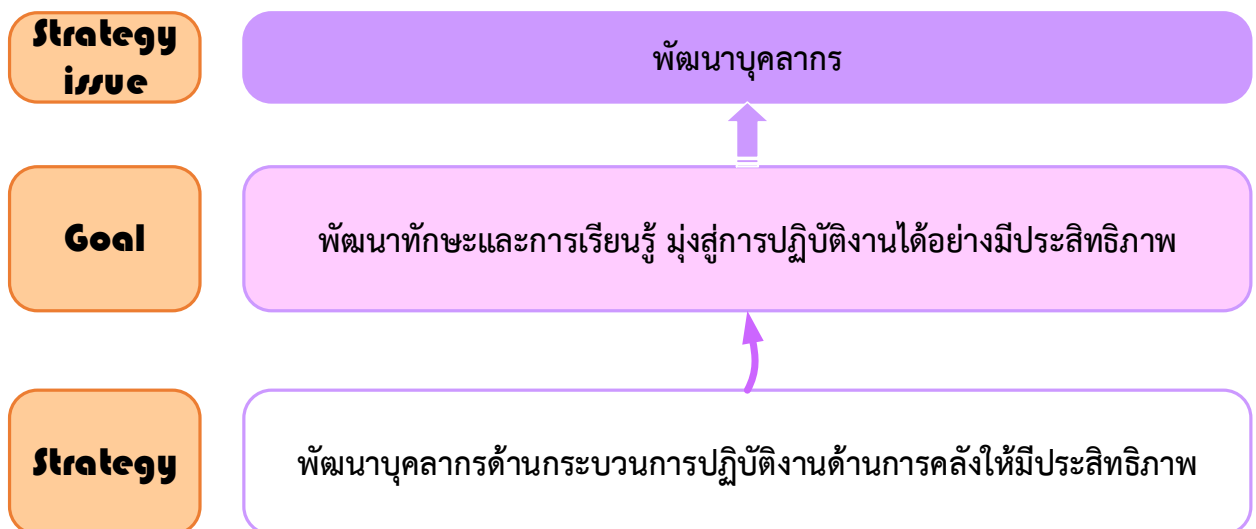 Strategy
issue
พัฒนาบุคลากร
Goal
พัฒนาทักษะและการเรียนรู้ มุ่งสู่การปฏิบัติงานได้อย่างมีประสิทธิภาพ
Strategy
พัฒนาบุคลากรด้านกระบวนการปฏิบัติงานด้านการคลังให้มีประสิทธิภาพ